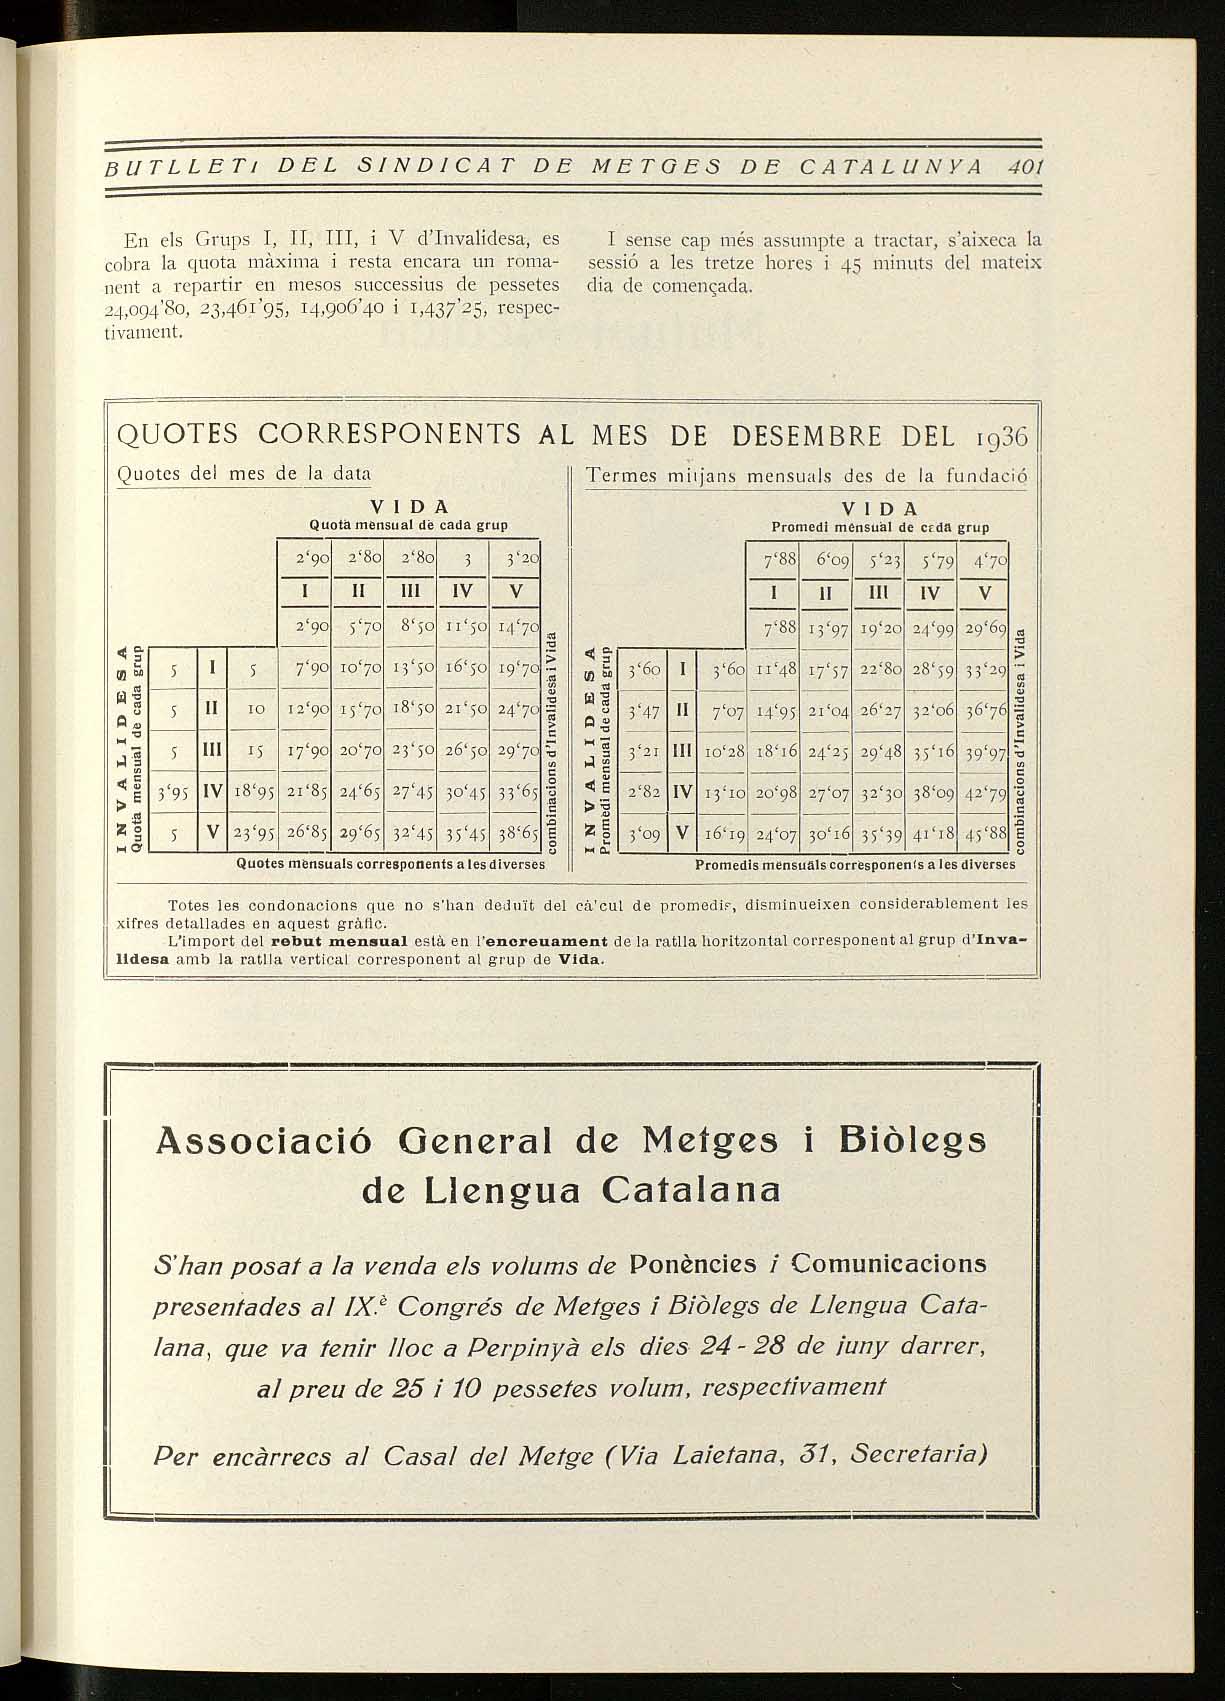 BUTLLETÍ DEL SINDICAT DE METGES DE CATALUNYA 401
En els Grups I, II, III, i V d'Invalidesa, es
cobra la quota màxima i resta encara un roma-
nent a repartir en mesos successius de pessetes
24,094'80, 23,461'95, 14,906'40 i 1,437'25, respec-
tivament.
I sense cap més assumpte a tractar, s'aixeca la
sessió a les tretze hores i 45 minuts del mateix
dia de començada.
QUOTES CORRESPONENTS AL MES DE DESEMBRE DEL 1936
Quotes del mes de la data
VIDA
Quota mensual de cada grup
2‘90 2‘80 2‘80 3 3‘20
I II III IV V
2‘90 5‘70 8‘50 11‘50 14‘70
5 I 5 7‘90 10‘70 13‘50 16‘50 19‘70
5 II 10 12‘90 15‘70 18‘50 21‘50 24‘70
5 III 15 17‘90 20‘70 23‘50 26‘50 29‘70
3‘95 IV 18‘95 21‘85 24‘65 27‘45 30‘45 33‘65
5 V 23‘95 26‘85 29‘65 32‘45 35‘45 38‘65
INVALIDESA
Quota mensual de cada grup
Quotes mensuals corresponents a les diverses
combinacions d'Invalidesa i Vida
Termes mitjans mensuals des de la fundació
VIDA
Promedi mensual de cada grup
7‘88 6‘09 5‘23 5‘79 4‘70
I II III IV V
7‘88 13‘97 19‘20 24‘99 29‘69
3‘60 I 3‘60 11‘48 17‘57 22‘80 28‘59 33‘29
3‘47 II 7‘07 14‘95 21‘04 26‘27 32‘06 36‘76
3‘21 III 10‘28 18‘16 24‘25 29‘48 35‘16 39‘97
2‘82 IV 13‘10 20‘98 27‘07 32‘30 38‘09 42‘79
3‘09 V 16‘19 24‘07 30‘16 35‘39 41‘18 45‘88
INVALIDESA
Promedi mensual de cada grup
Promedis mensuals corresponents a les diverses
combinacions d'Invalidesa i Vida
Totes les condonacions que no s'han deduït del cà'cul de promedis, disminueixen considerablement les
xifres detallades en aquest gràfic.
L'import del rebut mensual està en l'encreuament de la ratlla horitzontal corresponent al grup d'Inva-
lidesa amb la ratlla vertical corresponent al grup de Vida.
Associació General de Metges i Biòlegs
de Llengua Catalana
S'han posat a la venda els volums de Ponències i Comunicacions
presentades al IX.è Congrés de Metges i Biòlegs de Llengua Cata-
lana, que va tenir lloc a Perpinyà els dies 24 - 28 de juny darrer,
al preu de 25 i 10 pessetes volum, respectivament
Per encàrrecs al Casal del Metge (Via Laietana, 31, Secretaria)